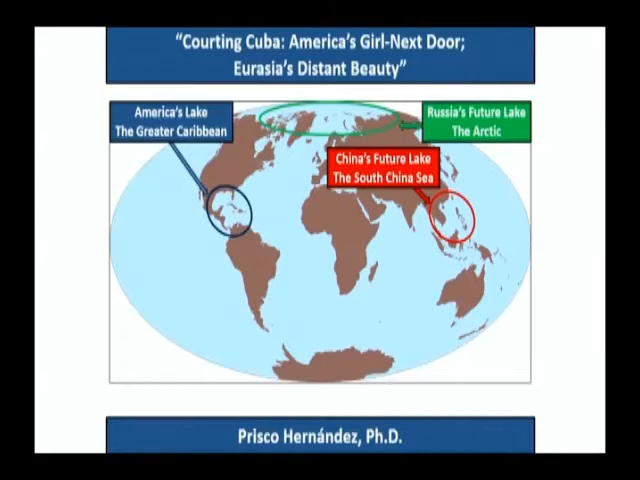 "Courting Cuba: America's Girl-Next Door;
Eurasia's Distant Beauty"
America's Lake
The Greater Caribbean
Russia's Future Lake
The Arctic
China's Future Lake
The South China Sea
Prisco Hernández, Ph.D.